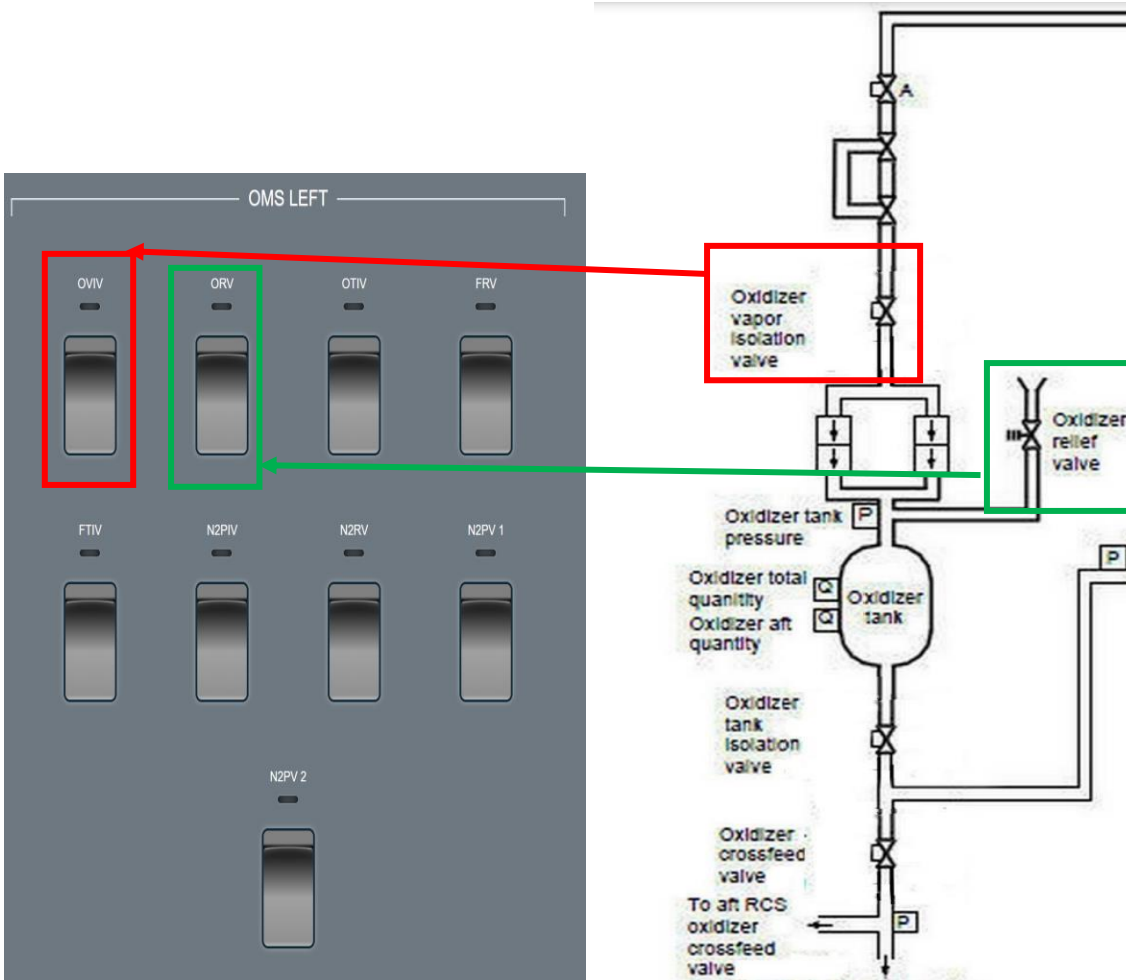 OMS LEFT
OVIV
ORV
OTIV
FRV
FTIV
N2PIV
N2RV
N2PV 1
N2PV 2
A
Oxidizer
vapor
isolation
valve
Oxidizer
relief
valve
Oxidizer tank
pressure
P
Oxidizer total
quanitity
Q
Oxidizer aft
quantity
Q
Oxidizer
tank
P
Oxidizer
tank
isolation
valve
Oxidizer
crossfeed
valve
To aft RCS
oxidizer
crossfeed
valve
P